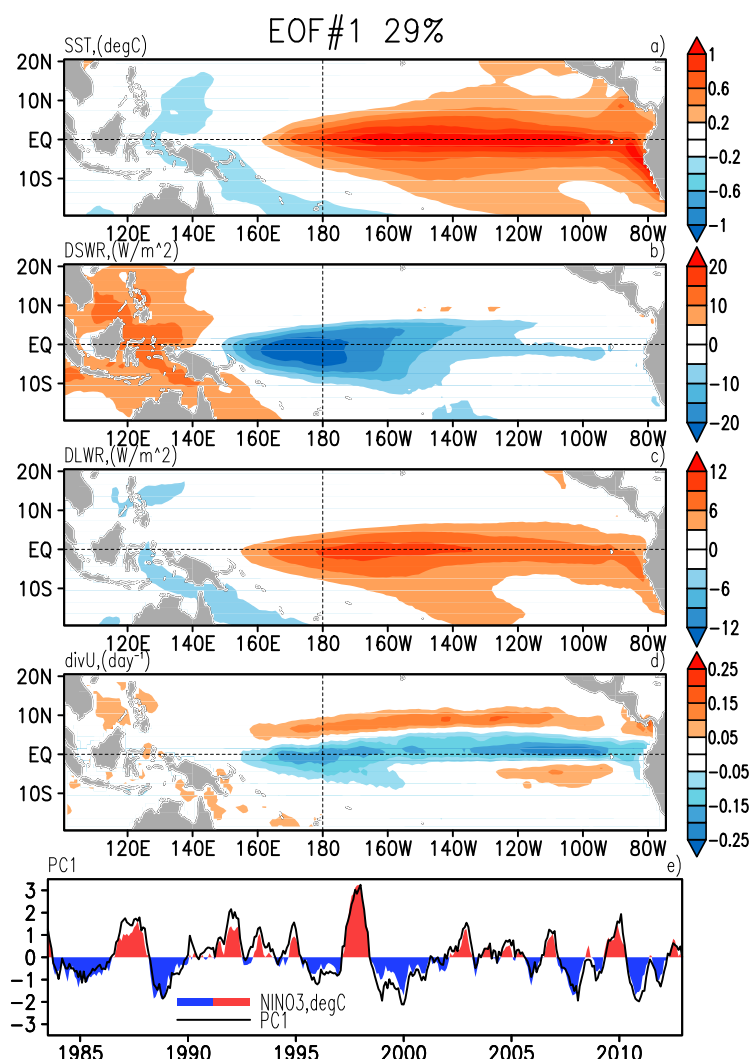 EOF#1 29%
SST,(degC) a)
20N
10N
EQ
10S
120E 140E 160E 180 160W 140W 120W 100W 80W
1
0.6
0.2
-0.2
-0.6
-1
DSWR,(W/m^2) b)
20N
10N
EQ
10S
120E 140E 160E 180 160W 140W 120W 100W 80W
20
10
0
-10
-20
DLWR,(W/m^2) c)
20N
10N
EQ
10S
120E 140E 160E 180 160W 140W 120W 100W 80W
12
6
0
-6
-12
divU,(day⁻¹) d)
20N
10N
EQ
10S
120E 140E 160E 180 160W 140W 120W 100W 80W
0.25
0.15
0.05
-0.05
-0.15
-0.25
PC1 e)
3
2
1
0
-1
-2
-3
NINO3,degC
PC1
1985 1990 1995 2000 2005 2010